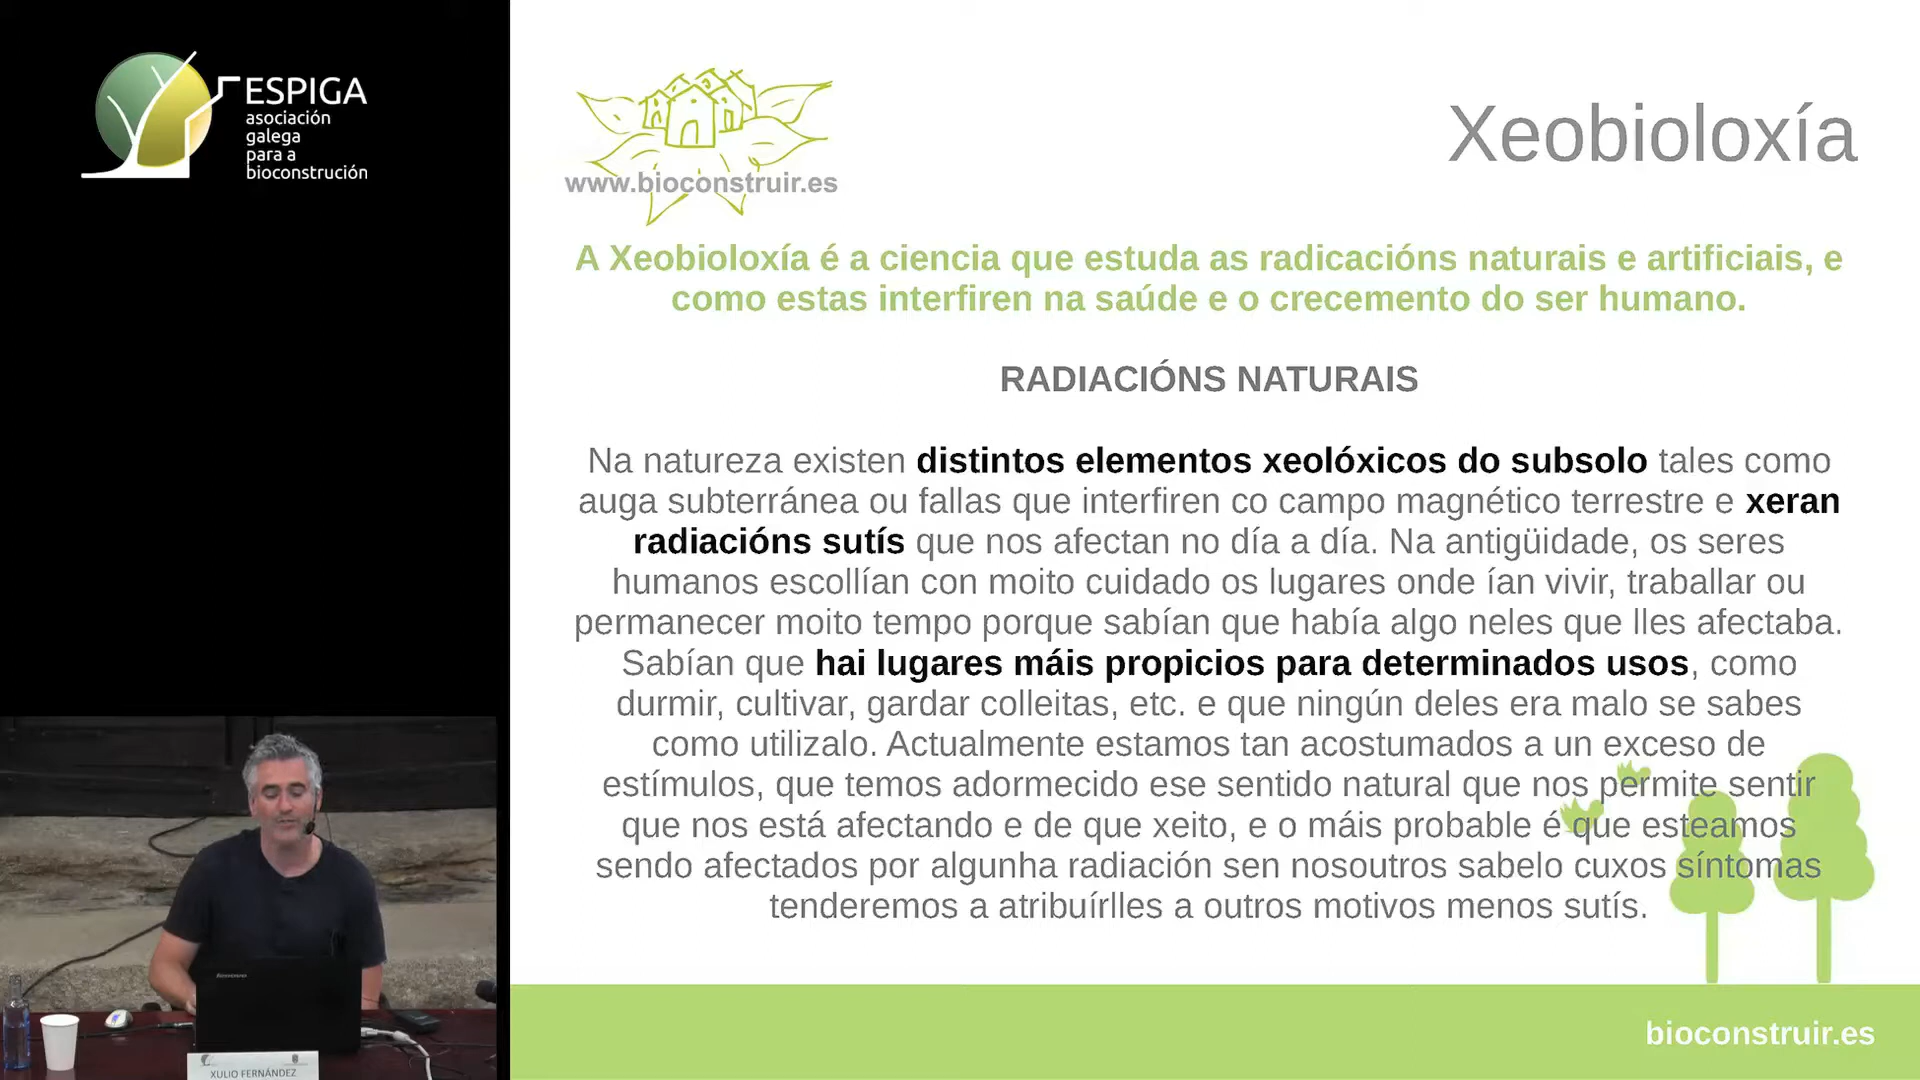 ESPIGA
asociación
galega
para a
bioconstrución
www.bioconstruir.es
Xeobioloxía
A Xeobioloxía é a ciencia que estuda as radicacións naturais e artificiais, e
como estas interfiren na saúde e o crecemento do ser humano.
RADIACIÓNS NATURAIS
Na natureza existen distintos elementos xeolóxicos do subsolo tales como
auga subterránea ou fallas que interfiren co campo magnético terrestre e xeran
radiacións sutís que nos afectan no día a día. Na antigüidade, os seres
humanos escollían con moito cuidado os lugares onde ían vivir, traballar ou
permanecer moito tempo porque sabían que había algo neles que lles afectaba.
Sabían que hai lugares máis propicios para determinados usos, como
durmir, cultivar, gardar colleitas, etc. e que ningún deles era malo se sabes
como utilizalo. Actualmente estamos tan acostumados a un exceso de
estímulos, que temos adormecido ese sentido natural que nos permite sentir
que nos está afectando e de que xeito, e o máis probable é que esteamos
sendo afectados por algunha radiación sen nosoutros sabelo cuxos síntomas
tenderemos a atribuírlles a outros motivos menos sutís.
XULIO FERNÁNDEZ
bioconstruir.es